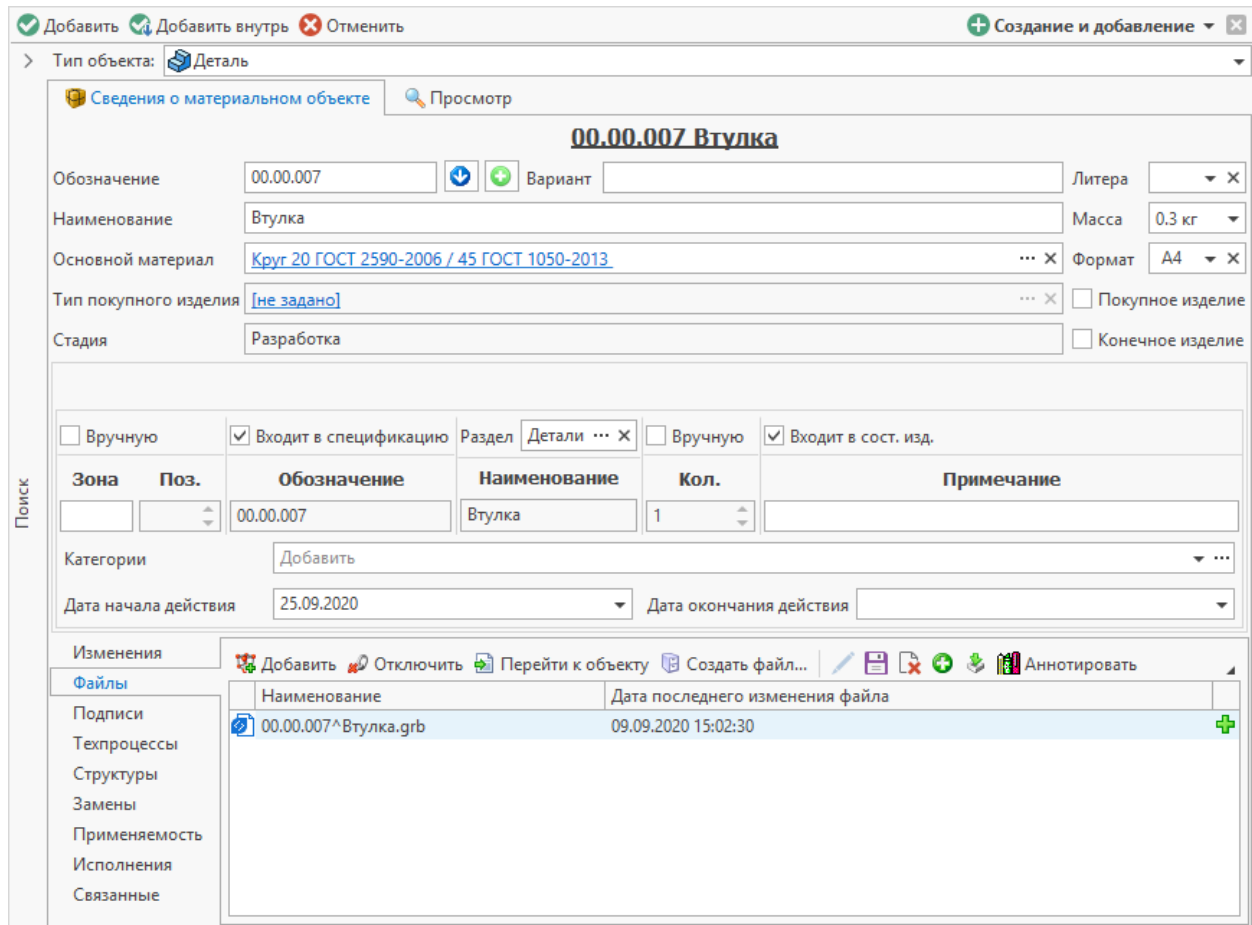 Добавить Добавить внутрь Отменить Создание и добавление
Тип объекта: Деталь
Сведения о материальном объекте Просмотр
00.00.007 Втулка
Обозначение 00.00.007 Вариант Литера
Наименование Втулка Масса 0.3 кг
Основной материал Круг 20 ГОСТ 2590-2006 / 45 ГОСТ 1050-2013 ... Формат А4
Тип покупного изделия [не задано] ... Покупное изделие
Стадия Разработка Конечное изделие
Вручную Входит в спецификацию Раздел Детали ... Вручную Входит в сост. изд.
Зона Поз. Обозначение Наименование Кол. Примечание
00.00.007 Втулка 1
Поиск
Категории Добавить ...
Дата начала действия 25.09.2020 Дата окончания действия
Изменения
Файлы
Подписи
Техпроцессы
Структуры
Замены
Применяемость
Исполнения
Связанные
Добавить Отключить Перейти к объекту Создать файл... Аннотировать
Наименование Дата последнего изменения файла
00.00.007^Втулка.grb 09.09.2020 15:02:30